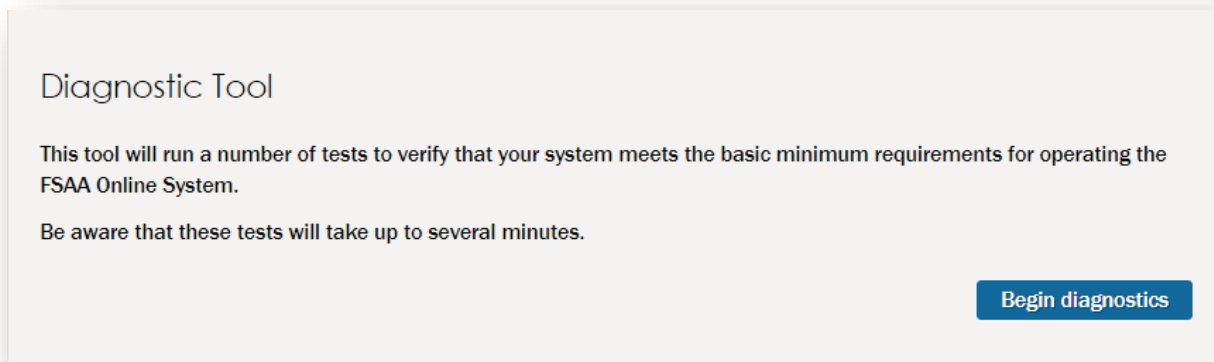 Diagnostic Tool
This tool will run a number of tests to verify that your system meets the basic minimum requirements for operating the
FSAA Online System.
Be aware that these tests will take up to several minutes.
Begin diagnostics